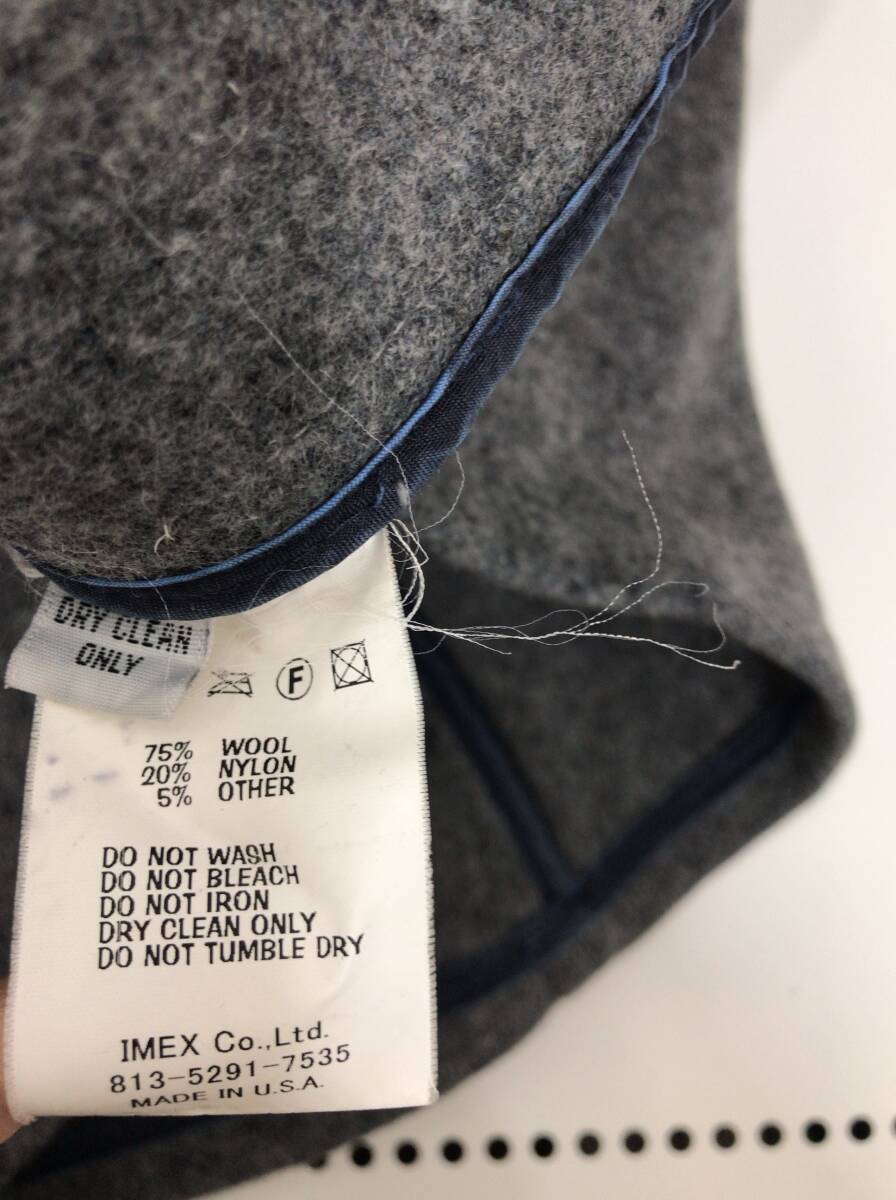 DRY CLEAN
ONLY
F
75% WOOL
20% NYLON
5% OTHER
DO NOT WASH
DO NOT BLEACH
DO NOT IRON
DRY CLEAN ONLY
DO NOT TUMBLE DRY
IMEX Co.,Ltd.
813-5291-7535
MADE IN U.S.A.